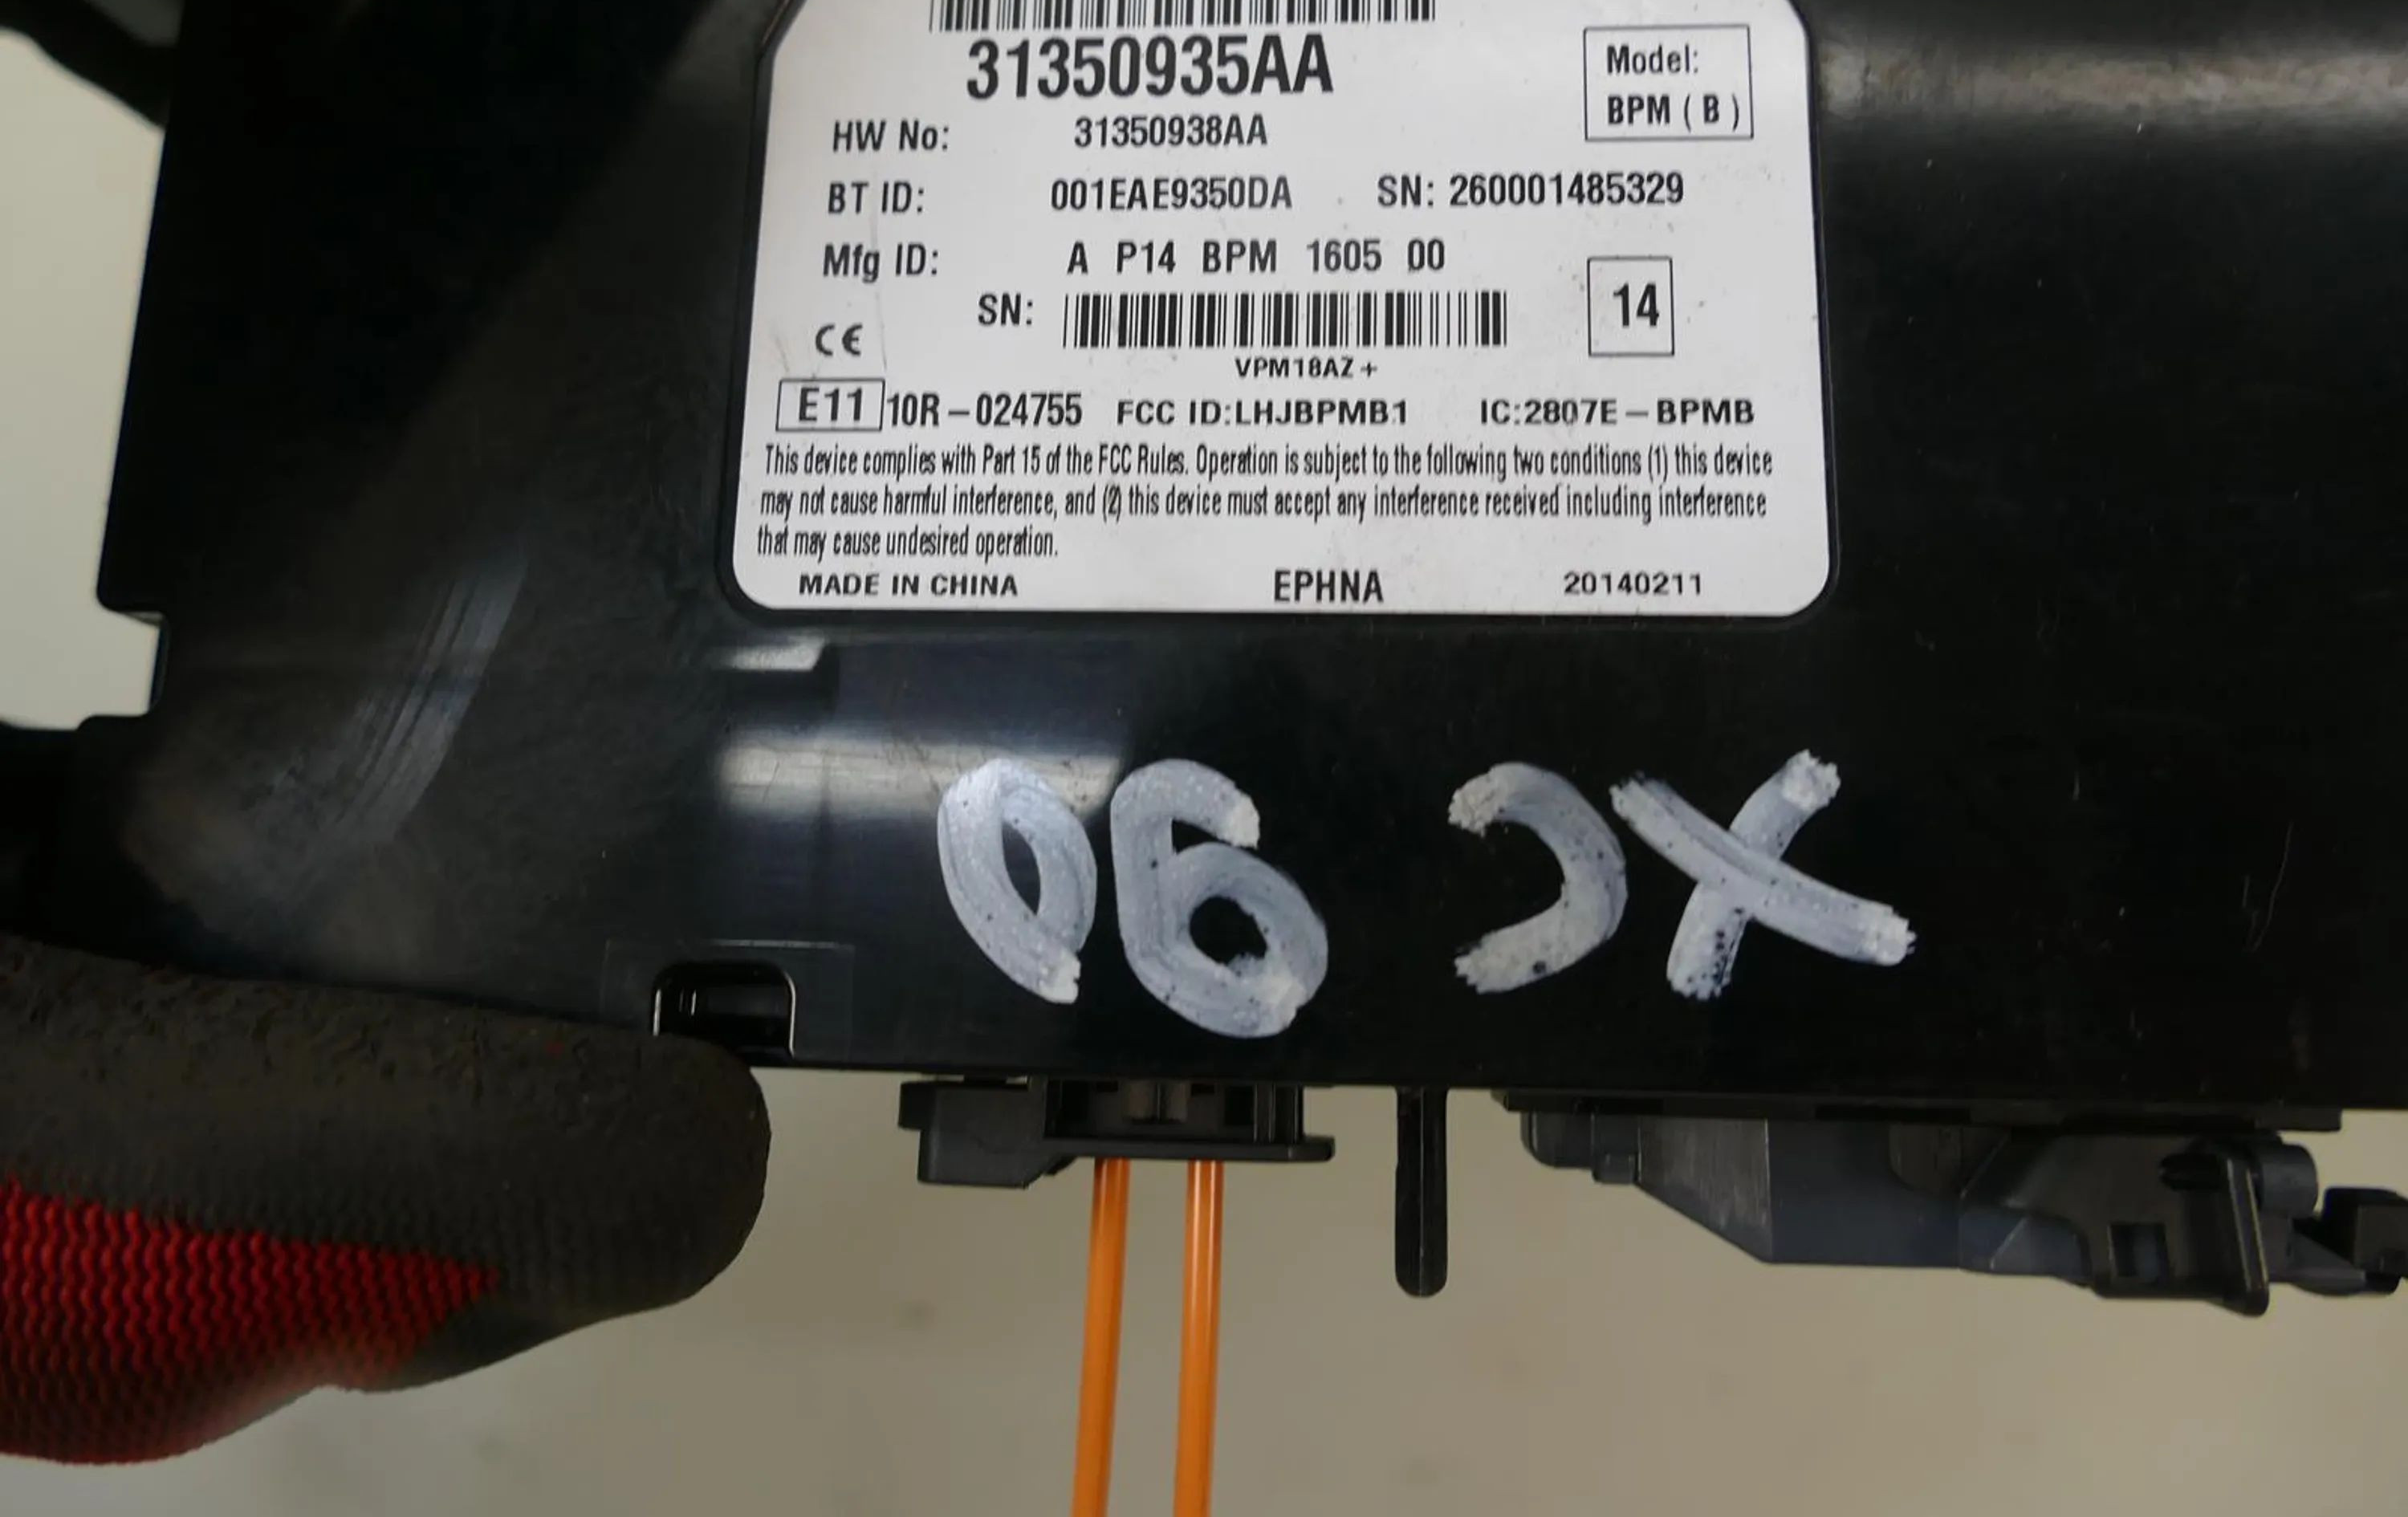 31350935AA
Model:
BPM ( B )
HW No: 31350938AA
BT ID: 001EAE9350DA SN: 260001485329
Mfg ID: A P14 BPM 1605 00
SN:
14
VPM18AZ+
CE
E11 10R-024755 FCC ID:LHJBPMB1 IC:2807E-BPMB
This device complies with Part 15 of the FCC Rules. Operation is subject to the following two conditions (1) this device
may not cause harmful interference, and (2) this device must accept any interference received including interference
that may cause undesired operation.
MADE IN CHINA EPHNA 20140211